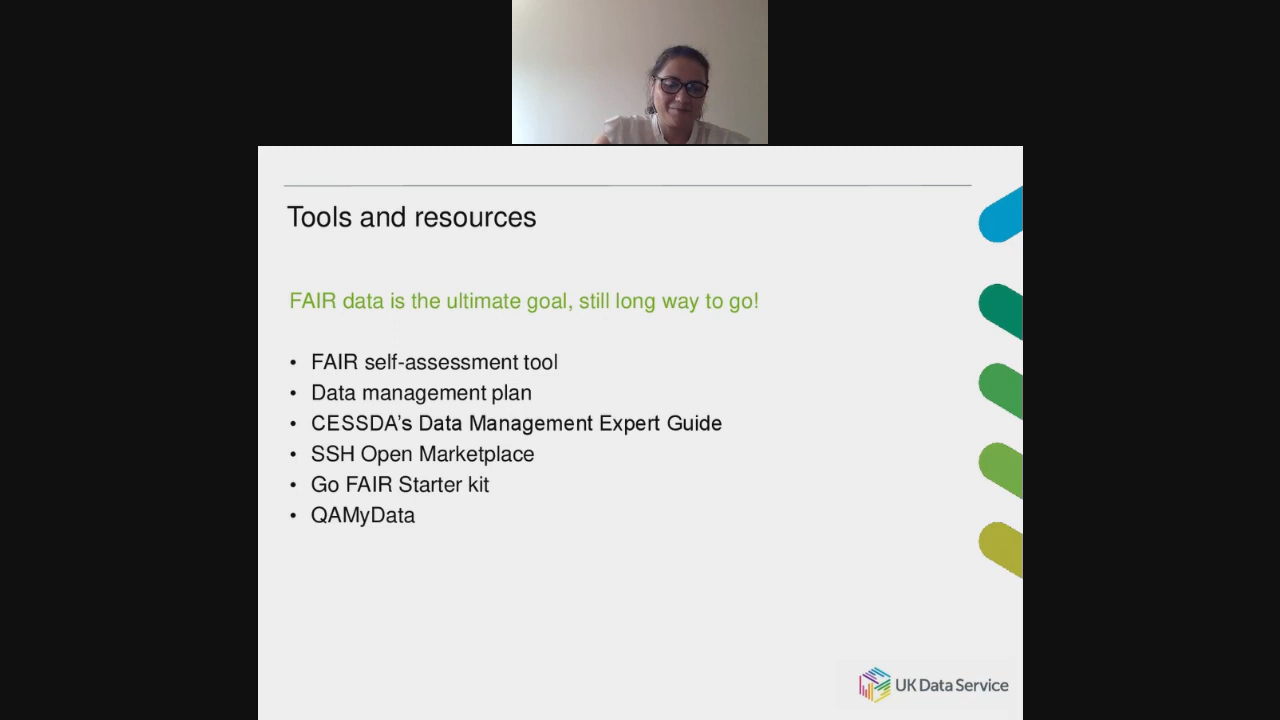 Tools and resources
FAIR data is the ultimate goal, still long way to go!
• FAIR self-assessment tool
• Data management plan
• CESSDA’s Data Management Expert Guide
• SSH Open Marketplace
• Go FAIR Starter kit
• QAMyData
UK Data Service